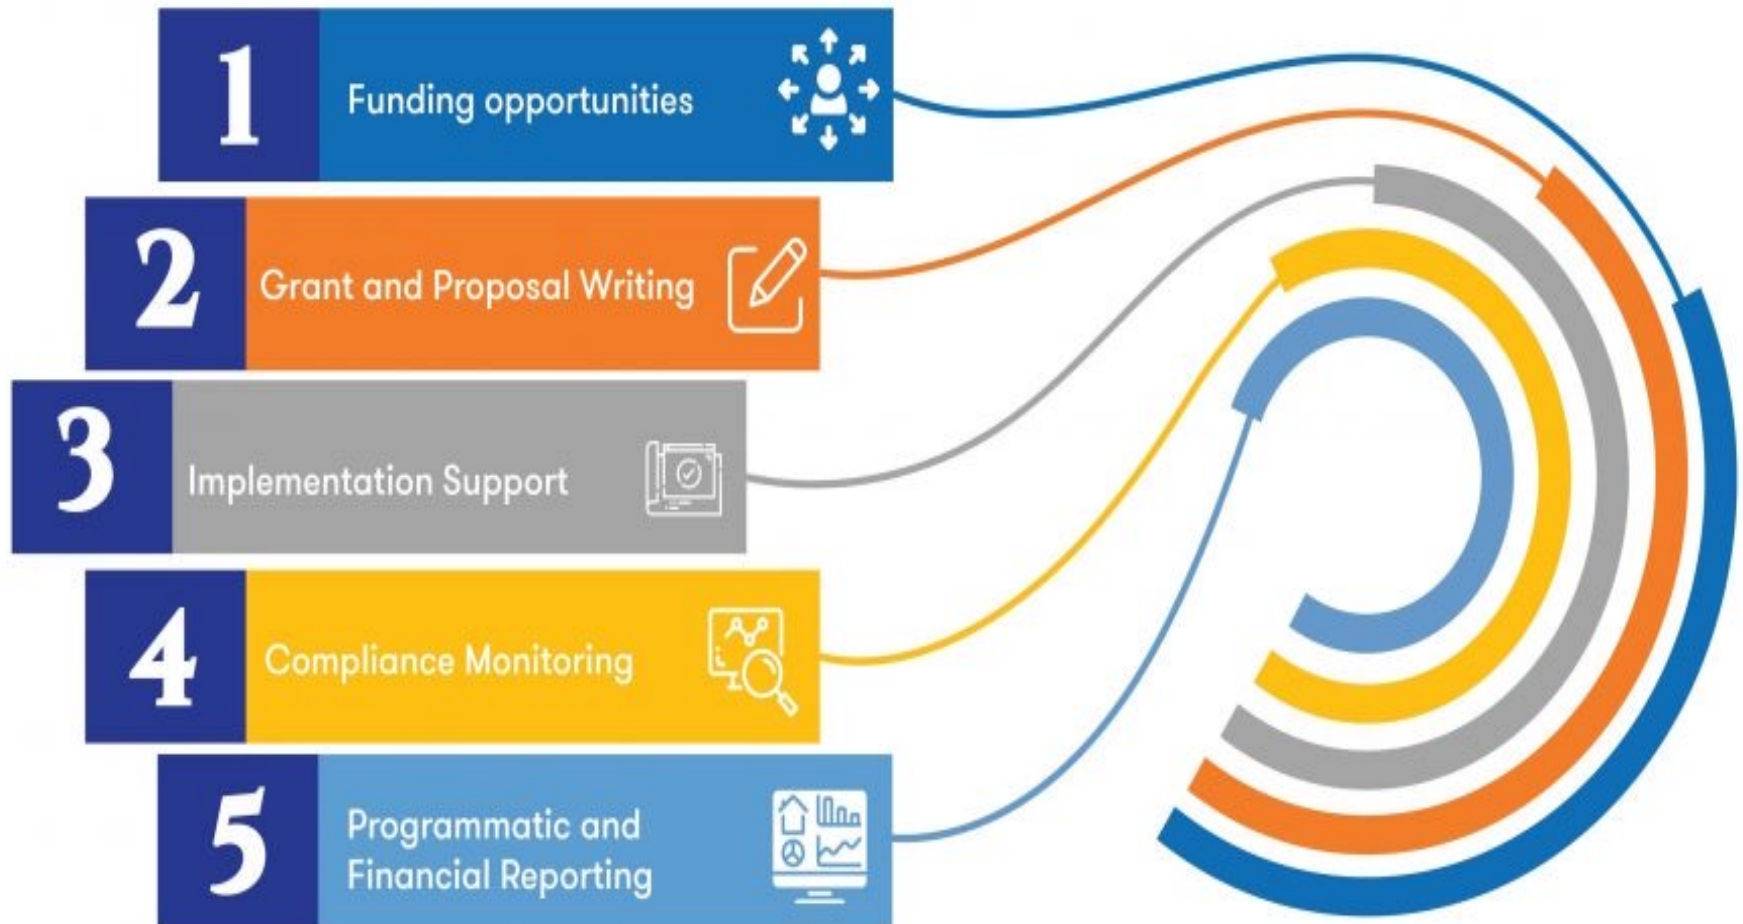 1
Funding opportunities
2
Grant and Proposal Writing
3
Implementation Support
4
Compliance Monitoring
5
Programmatic and
Financial Reporting